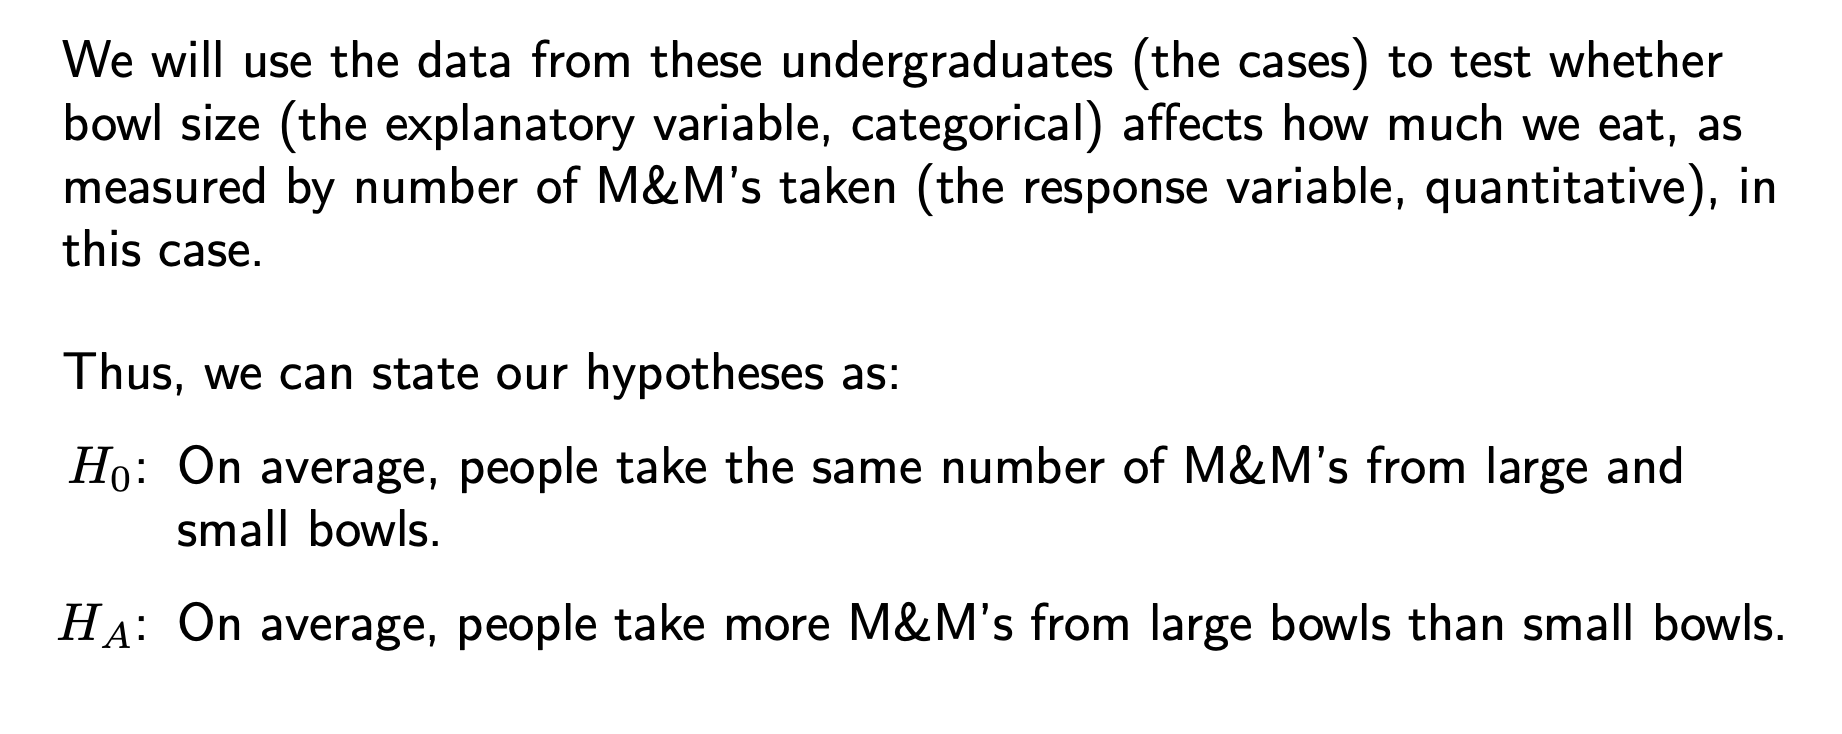 We will use the data from these undergraduates (the cases) to test whether
bowl size (the explanatory variable, categorical) affects how much we eat, as
measured by number of M&M's taken (the response variable, quantitative), in
this case.
Thus, we can state our hypotheses as:
H₀: On average, people take the same number of M&M's from large and
small bowls.
H_A: On average, people take more M&M's from large bowls than small bowls.